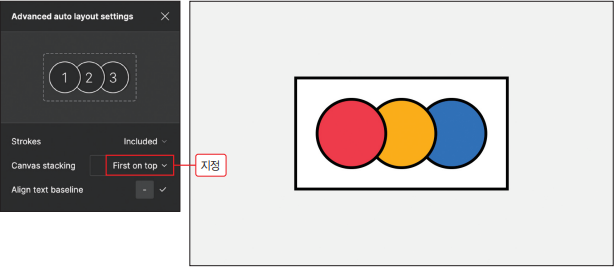 Advanced auto layout settings
1 2 3
Strokes Included
Canvas stacking First on top
지정
Align text baseline -